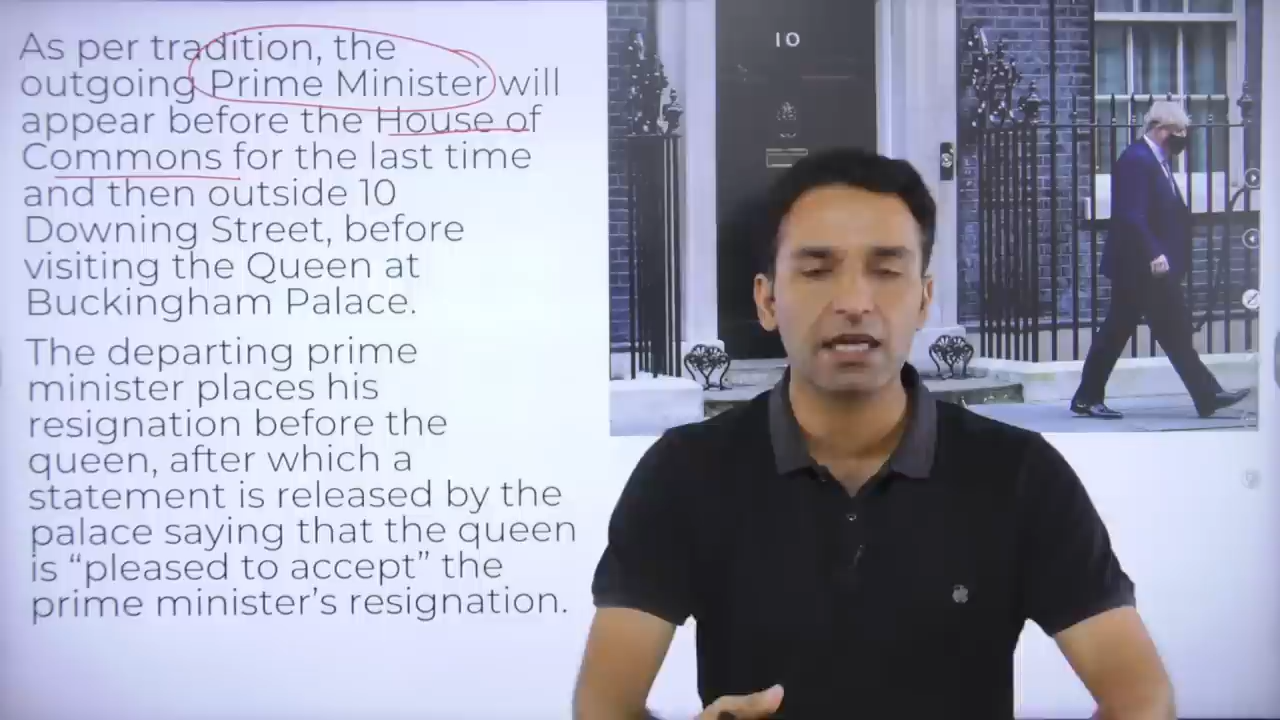 As per tradition, the
outgoing Prime Minister will
appear before the House of
Commons for the last time
and then outside 10
Downing Street, before
visiting the Queen at
Buckingham Palace.
The departing prime
minister places his
resignation before the
queen, after which a
statement is released by the
palace saying that the queen
is “pleased to accept” the
prime minister’s resignation.
10